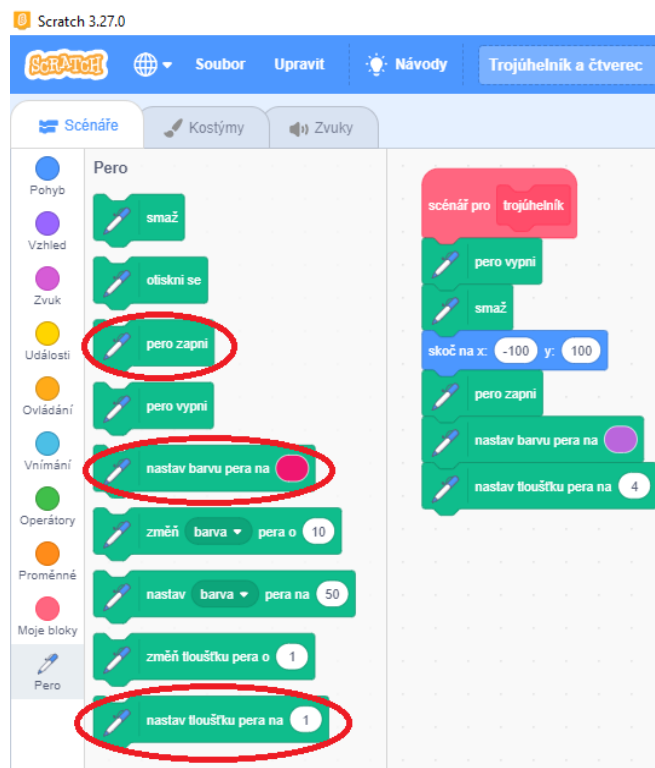 Scratch 3.27.0
SCRATCH Soubor Upravit Návody Trojúhelník a čtverec
Scénáře Kostýmy Zvuky
Pohyb
Vzhled
Zvuk
Události
Ovládání
Vnímání
Operátory
Proměnné
Moje bloky
Pero
Pero
smaž
otiskni se
pero zapni
pero vypni
nastav barvu pera na
změň barva pera o 10
nastav barva pera na 50
změň tloušťku pera o 1
nastav tloušťku pera na 1
scénář pro trojúhelník
pero vypni
smaž
skoč na x: -100 y: 100
pero zapni
nastav barvu pera na
nastav tloušťku pera na 4